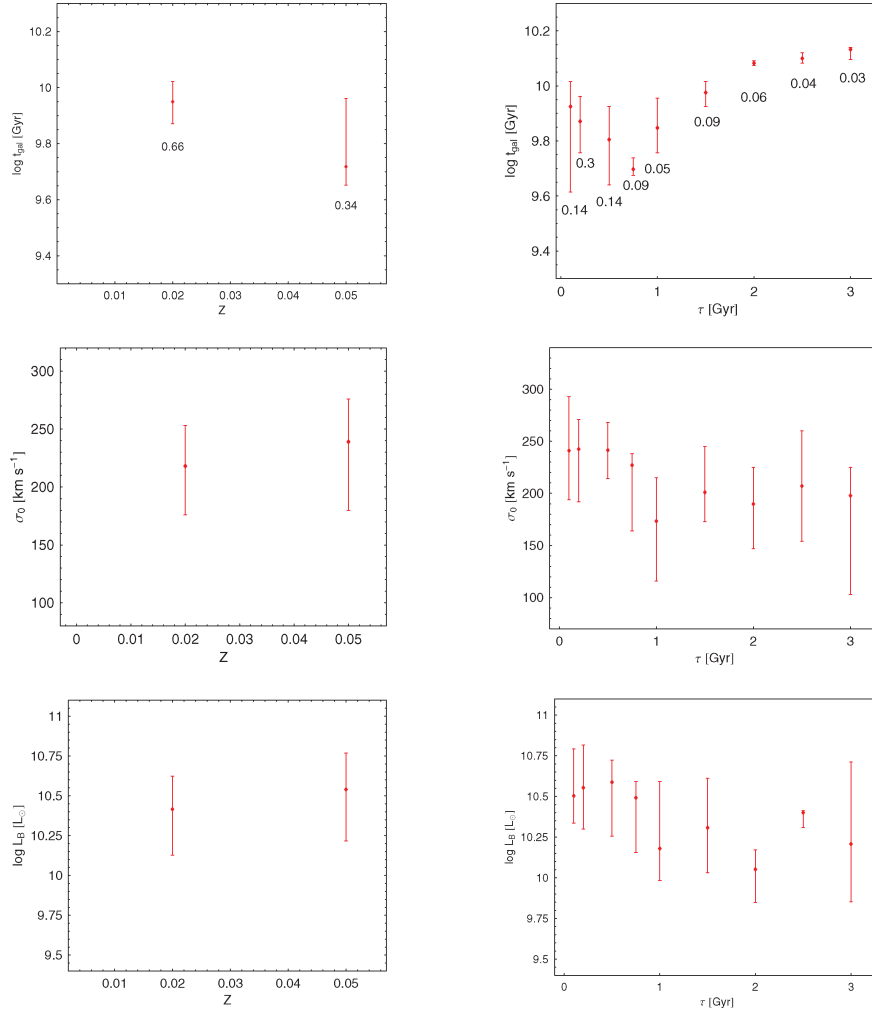 10.2
10
9.8
9.6
9.4
log t_gal [Gyr]
0.66
0.34
0.01 0.02 0.03 0.04 0.05
Z
10.2
10
9.8
9.6
9.4
log t_gal [Gyr]
0.14
0.3
0.14
0.09
0.05
0.09
0.06
0.04
0.03
0 1 2 3
τ [Gyr]
300
250
200
150
100
σ₀ [km s⁻¹]
0 0.01 0.02 0.03 0.04 0.05
Z
300
250
200
150
100
σ₀ [km s⁻¹]
0 1 2 3
τ [Gyr]
11
10.75
10.5
10.25
10
9.75
9.5
log L_B [L⊙]
0.01 0.02 0.03 0.04 0.05
Z
11
10.75
10.5
10.25
10
9.75
9.5
log L_B [L⊙]
0 1 2 3
τ [Gyr]